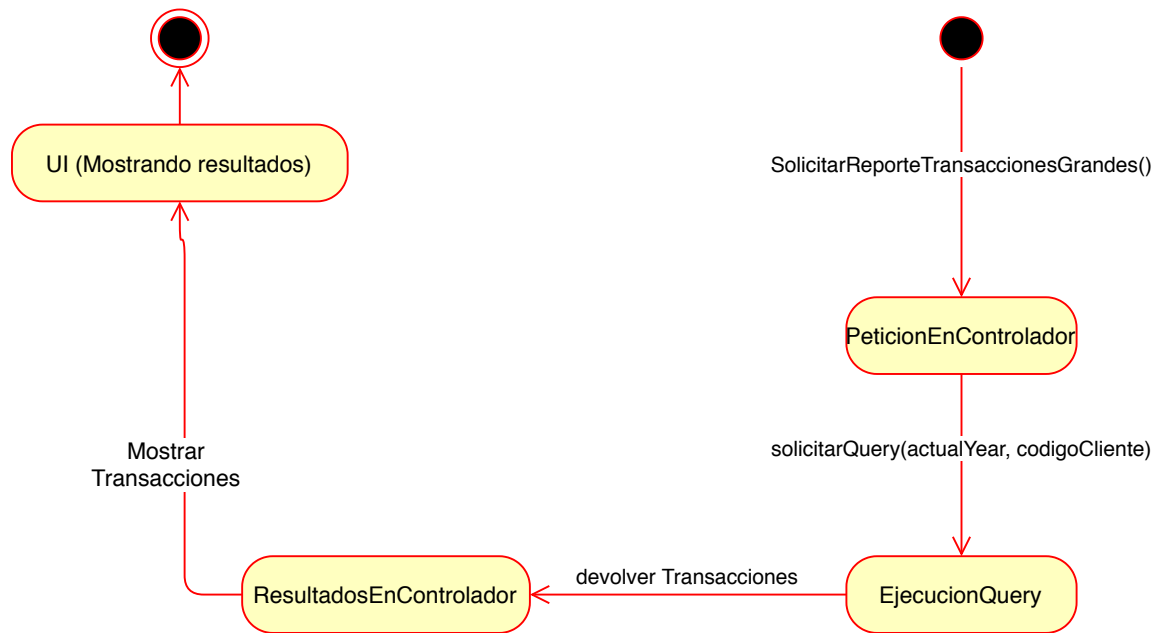 UI (Mostrando resultados)
SolicitarReporteTransaccionesGrandes()
PeticionEnControlador
solicitarQuery(actualYear, codigoCliente)
Mostrar
Transacciones
devolver Transacciones
ResultadosEnControlador
EjecucionQuery